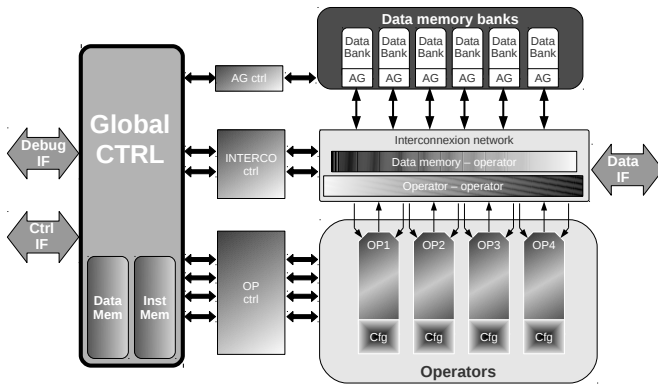 Data memory banks
Data Data Data Data Data Data
Bank Bank Bank Bank Bank Bank
AG AG AG AG AG AG
AG ctrl
Global
CTRL
Debug
IF
INTERCO
ctrl
Interconnexion network
Data memory – operator
Operator – operator
Data
IF
Ctrl
IF
OP1 OP2 OP3 OP4
Data
Mem
Inst
Mem
OP
ctrl
Cfg Cfg Cfg Cfg
Operators